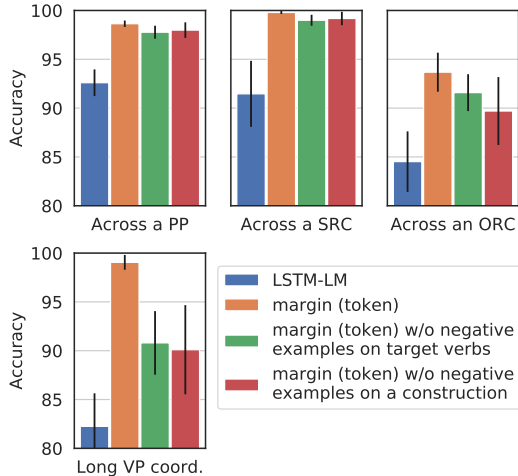 Accuracy
100
95
90
85
80
Across a PP
Across a SRC
Across an ORC
Accuracy
100
95
90
85
80
Long VP coord.
LSTM-LM
margin (token)
margin (token) w/o negative
examples on target verbs
margin (token) w/o negative
examples on a construction